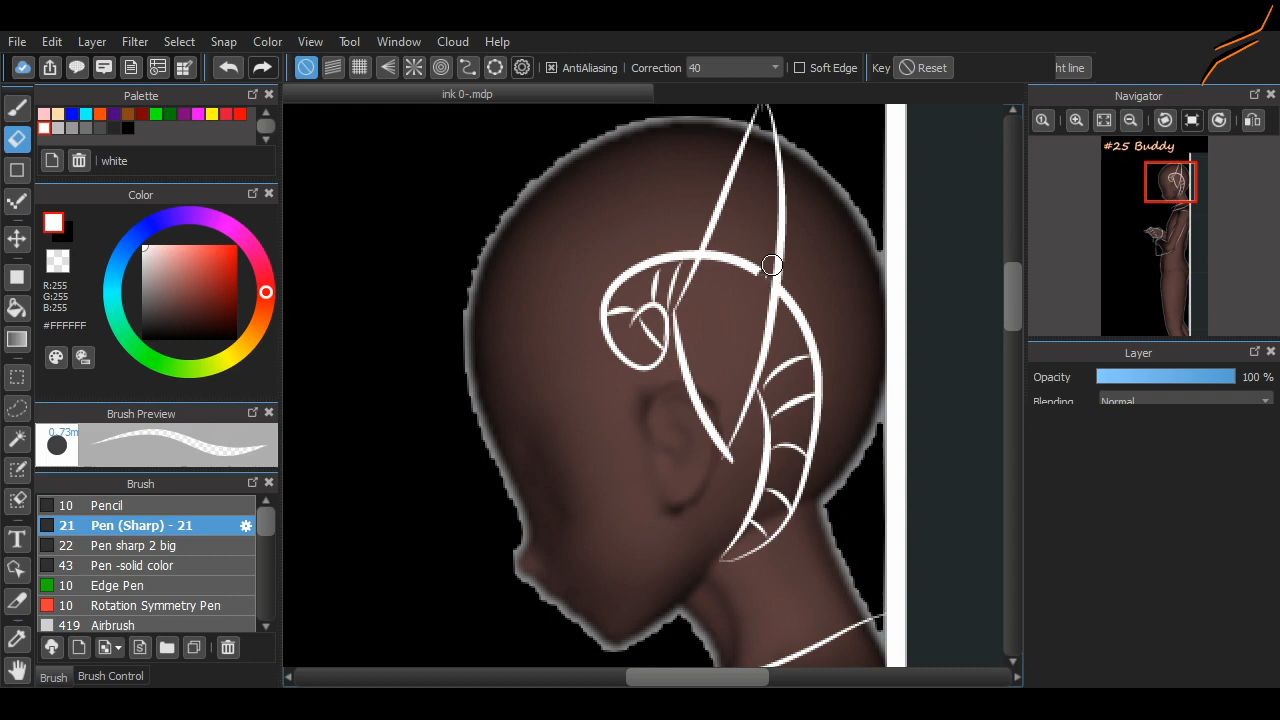 File Edit Layer Filter Select Snap Color View Tool Window Cloud Help
AntiAliasing Correction 40 Soft Edge Key Reset ht line
Palette
ink 0-.mdp
Navigator
white
#25 Buddy
Color
R:255
G:255
B:255
#FFFFFF
Layer
Opacity 100 %
Blending Normal
Brush Preview
0.73m
Brush
10 Pencil
21 Pen (Sharp) - 21
22 Pen sharp 2 big
43 Pen -solid color
10 Edge Pen
10 Rotation Symmetry Pen
419 Airbrush
Brush Brush Control